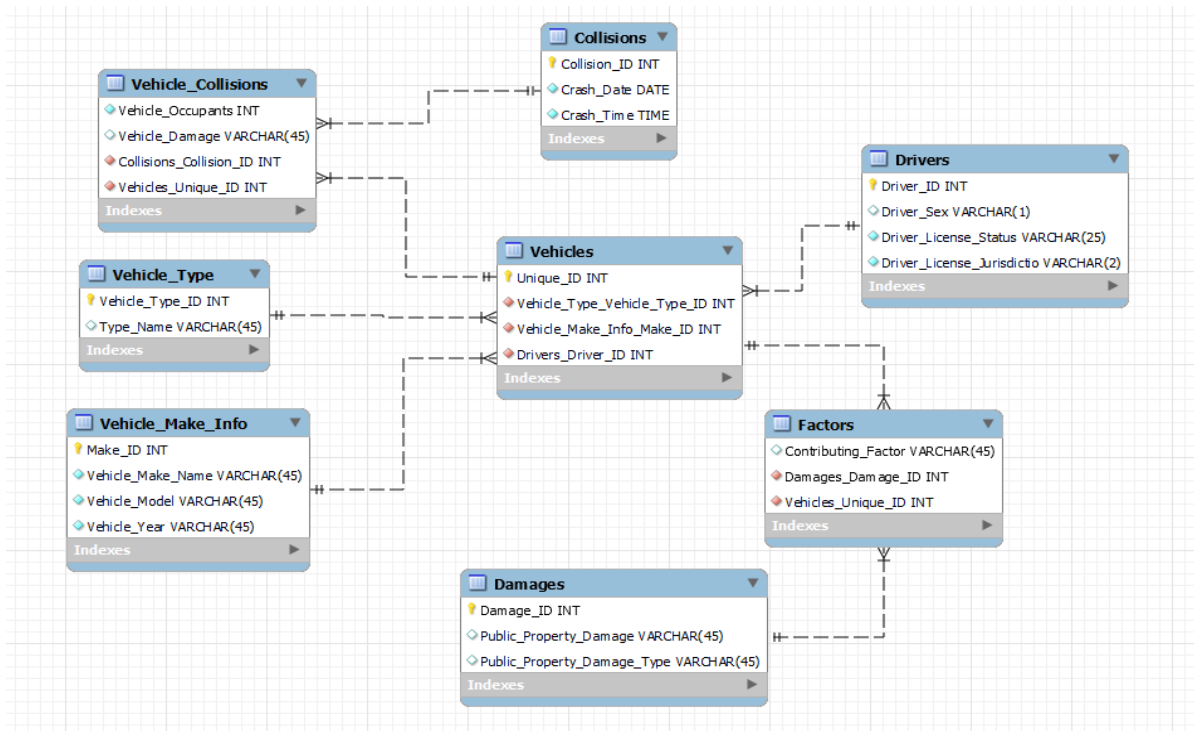 Collisions
Collision_ID INT
Crash_Date DATE
Crash_Time TIME
Indexes
Vehicle_Collisions
Vehicle_Occupants INT
Vehicle_Damage VARCHAR(45)
Collisions_Collision_ID INT
Vehicles_Unique_ID INT
Indexes
Drivers
Driver_ID INT
Driver_Sex VARCHAR(1)
Driver_License_Status VARCHAR(25)
Driver_License_Jurisdictio VARCHAR(2)
Indexes
Vehicles
Unique_ID INT
Vehicle_Type_Vehicle_Type_ID INT
Vehicle_Make_Info_Make_ID INT
Drivers_Driver_ID INT
Indexes
Vehicle_Type
Vehicle_Type_ID INT
Type_Name VARCHAR(45)
Indexes
Vehicle_Make_Info
Make_ID INT
Vehicle_Make_Name VARCHAR(45)
Vehicle_Model VARCHAR(45)
Vehicle_Year VARCHAR(45)
Indexes
Factors
Contributing_Factor VARCHAR(45)
Damages_Damage_ID INT
Vehicles_Unique_ID INT
Indexes
Damages
Damage_ID INT
Public_Property_Damage VARCHAR(45)
Public_Property_Damage_Type VARCHAR(45)
Indexes